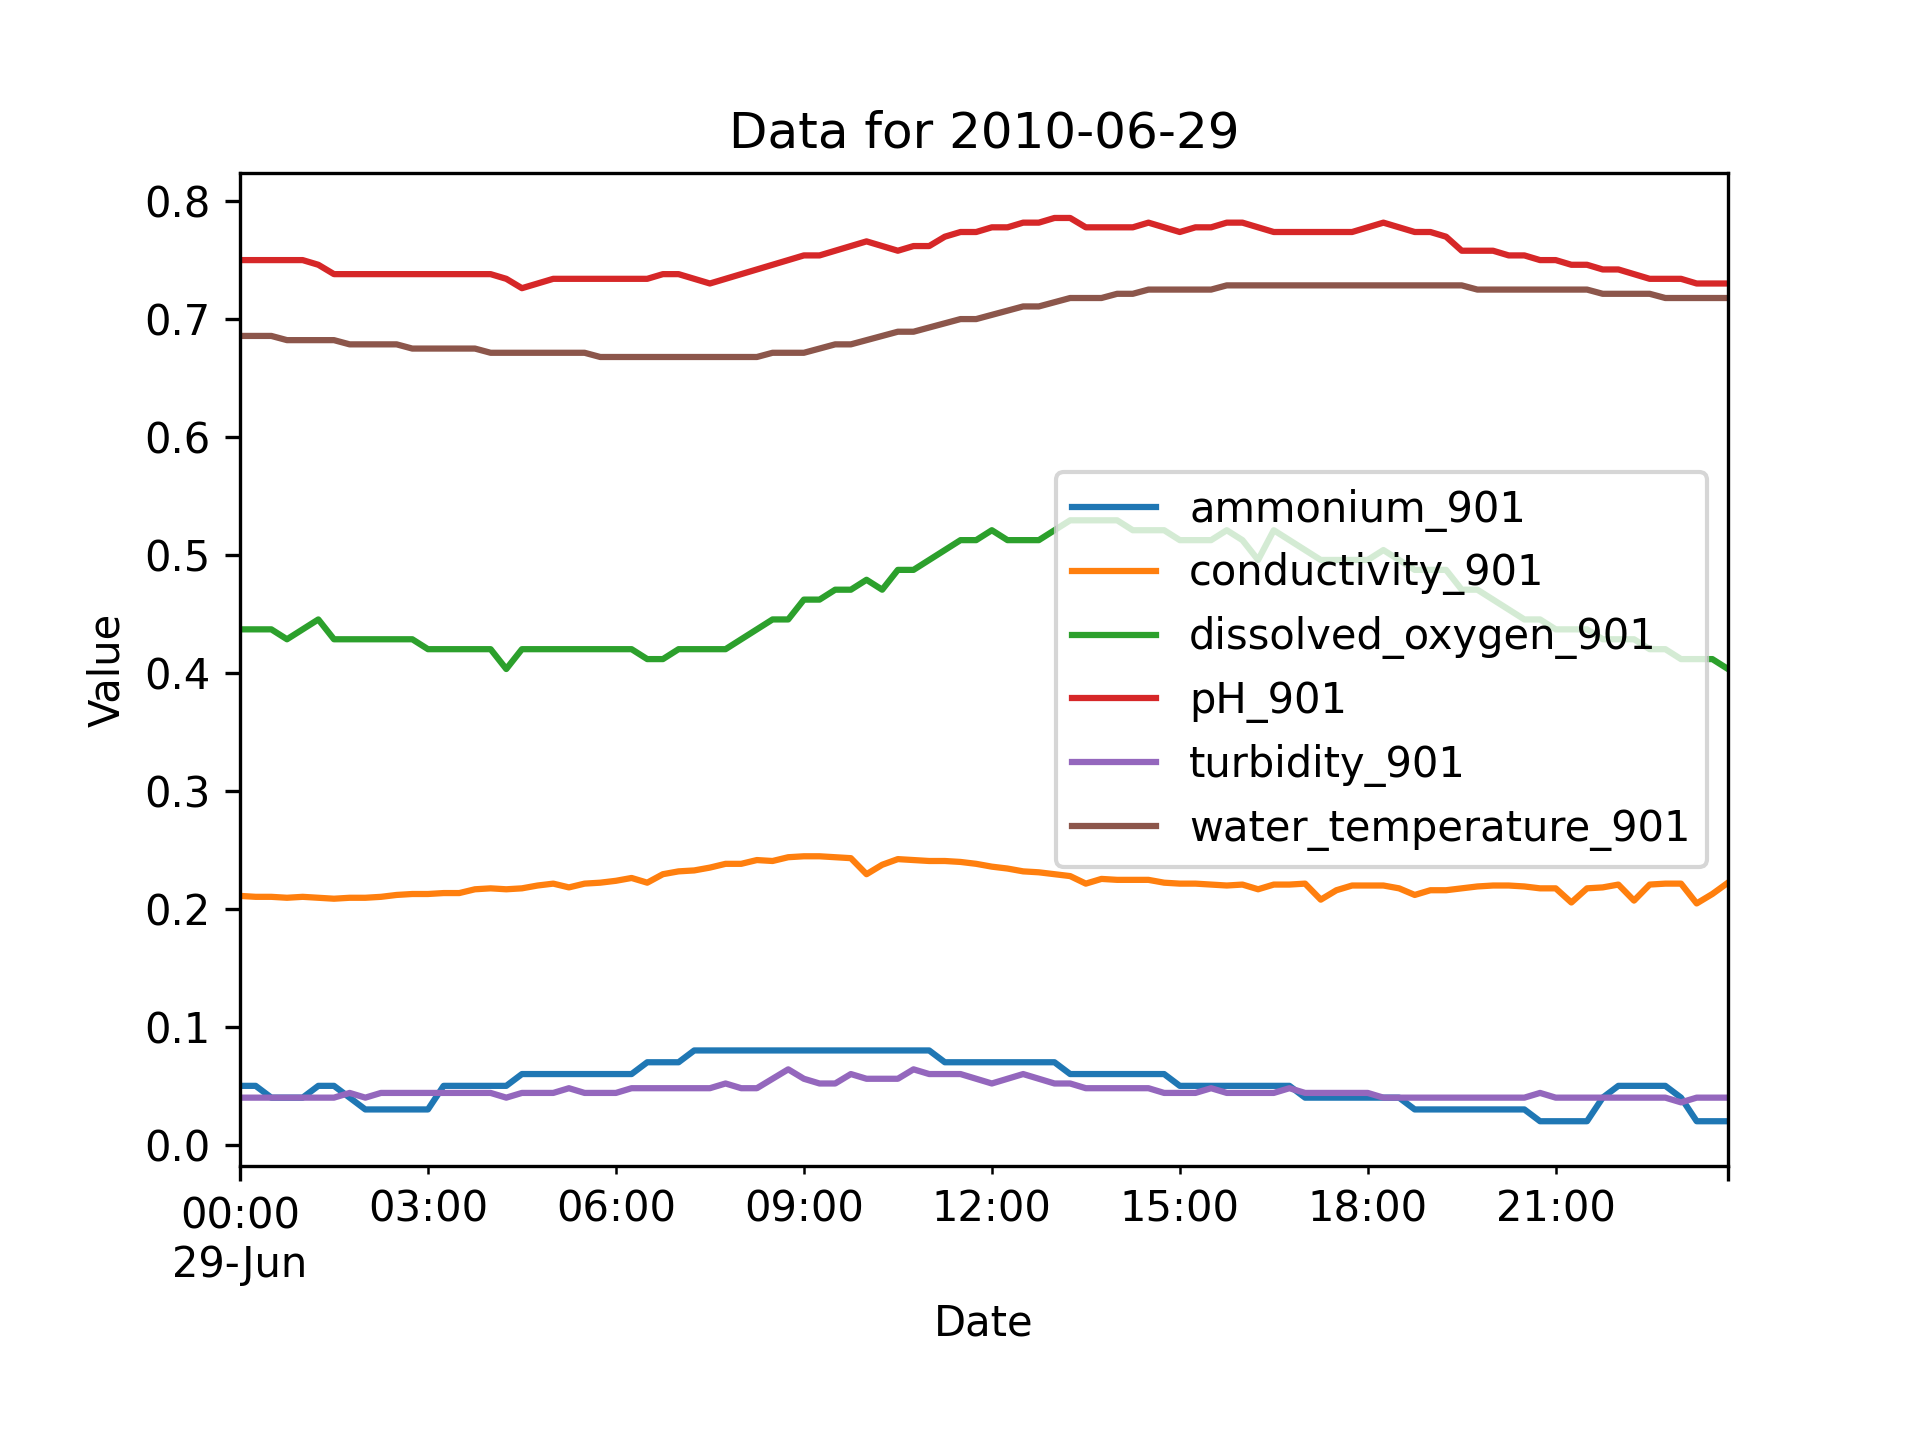 Data for 2010-06-29
0.8
0.7
0.6
0.5
0.4
0.3
0.2
0.1
0.0
Value
ammonium_901
conductivity_901
dissolved_oxygen_901
pH_901
turbidity_901
water_temperature_901
00:00 03:00 06:00 09:00 12:00 15:00 18:00 21:00
29-Jun
Date